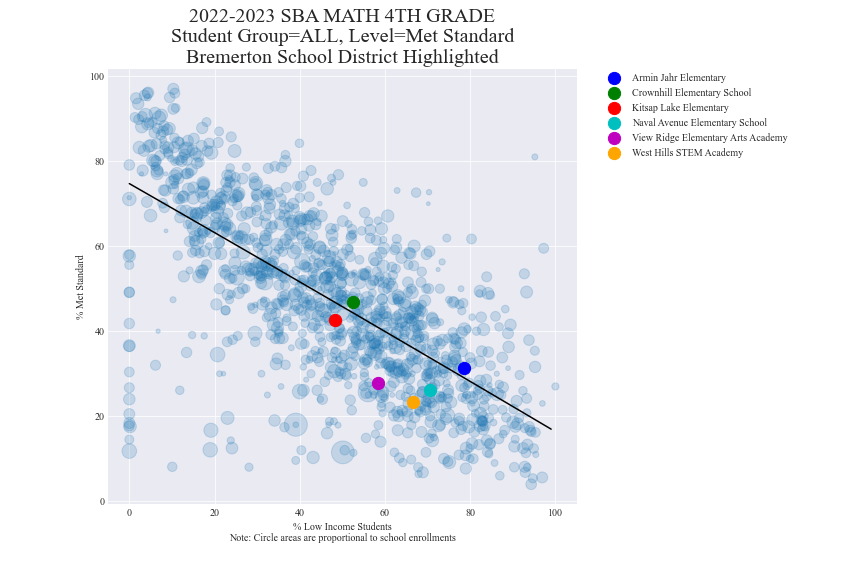 2022-2023 SBA MATH 4TH GRADE
Student Group=ALL, Level=Met Standard
Bremerton School District Highlighted
Armin Jahr Elementary
Crownhill Elementary School
Kitsap Lake Elementary
Naval Avenue Elementary School
View Ridge Elementary Arts Academy
West Hills STEM Academy
% Met Standard
100
80
60
40
20
0
0 20 40 60 80 100
% Low Income Students
Note: Circle areas are proportional to school enrollments